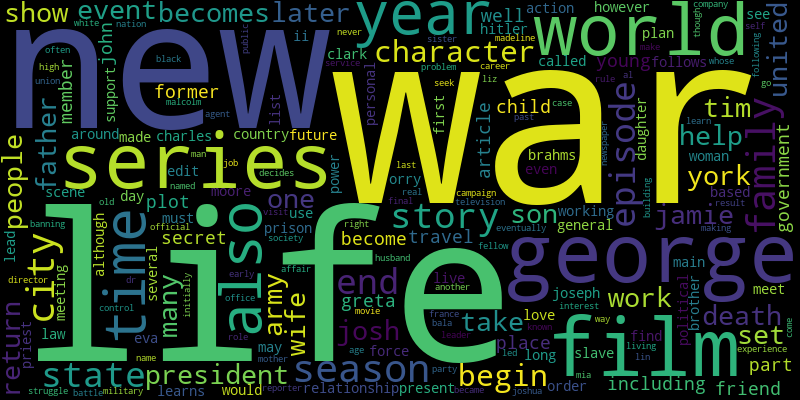 show event becomes later year world united
new war life
series film george
character well hitler action however plan see
ii john clark called young follows
member support former list personal first
father around made charles country future
child tim help york
episode daughter family government
article brahms even woman based
people edit moore power orry
scene day plot one use story son working
time also city many secret prison
become travel general jamie
although several must lead meeting
law eva priest army wife
end greta live josh take place
love joseph work death set meet
main brother political find slave
return state president season begin
learns would relationship present force long
order including friend part
may husband affair society visit
white nation often high union black
malcolm agent public never sister
madeline career liz service problem seek
rule al go whose though company self make
following learn case past newspaper
man job named decides last real campaign final television
building result making
old official right fellow eventually
banning director dr control early office role
initially another movie france bala known leader
interest way living lin experience come
name mother age led party mia
struggle battle military reporter joshua